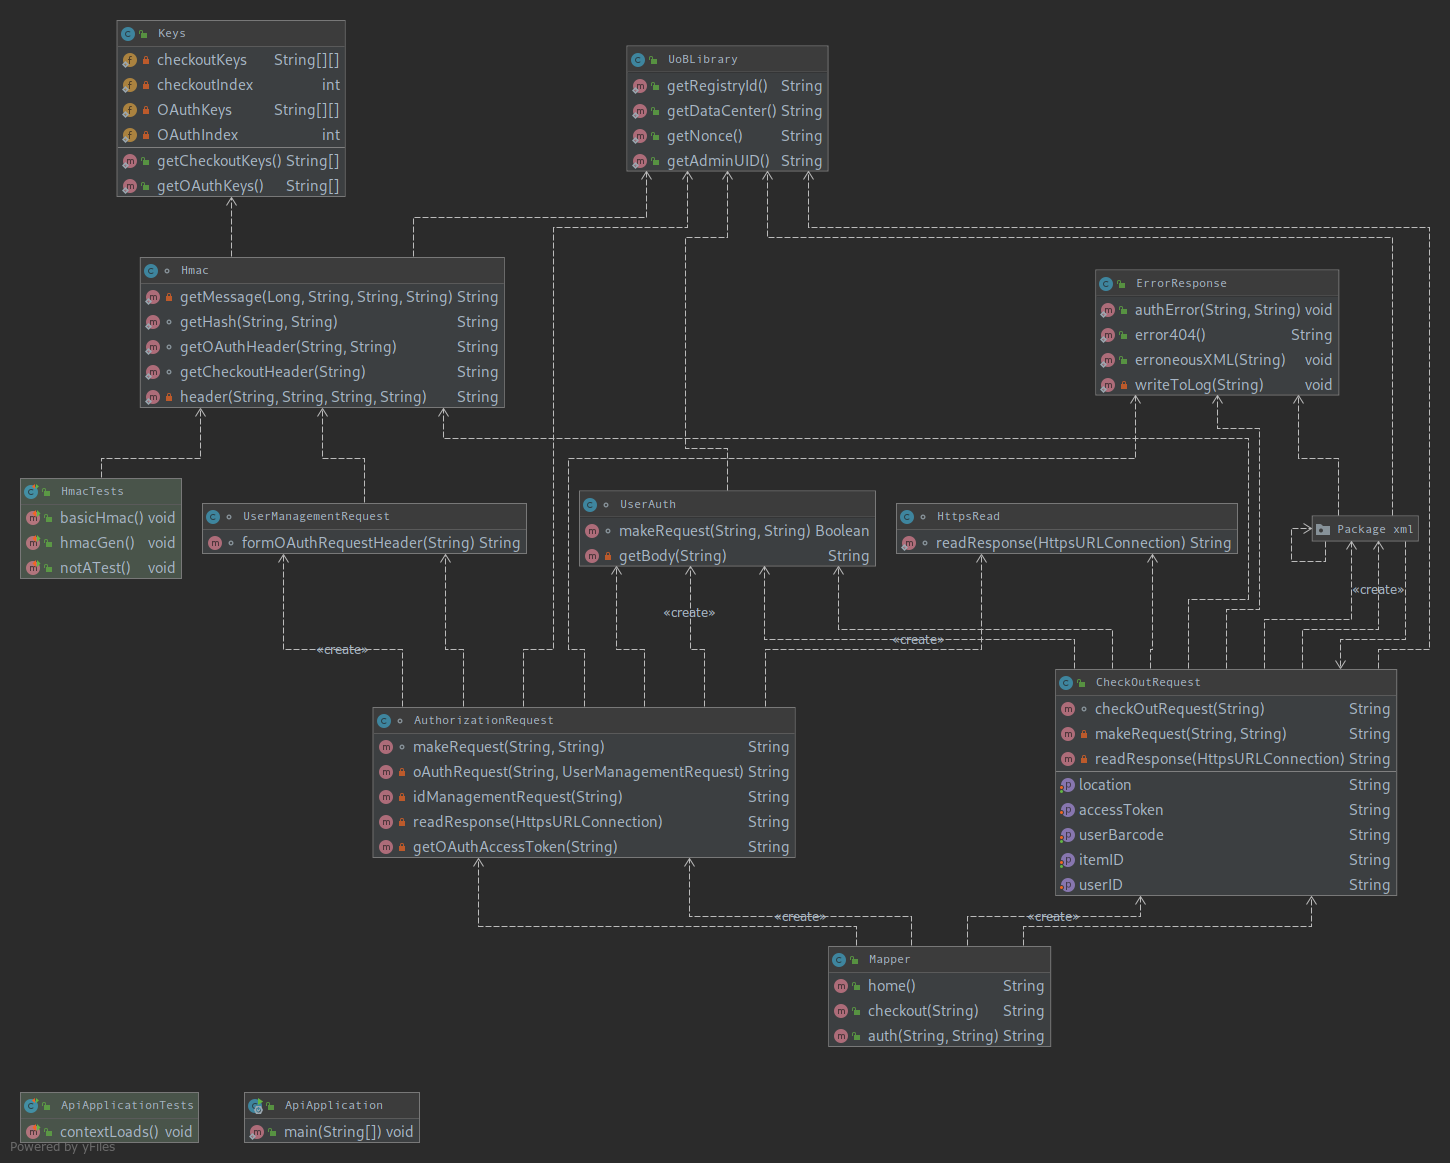 Keys
checkoutKeys String[][]
checkoutIndex int
OAuthKeys String[][]
OAuthIndex int
getCheckoutKeys() String[]
getOAuthKeys() String[]
UoBLibrary
getRegistryId() String
getDataCenter() String
getNonce() String
getAdminUID() String
Hmac
getMessage(Long, String, String, String) String
getHash(String, String) String
getOAuthHeader(String, String) String
getCheckoutHeader(String) String
header(String, String, String, String) String
ErrorResponse
authError(String, String) void
error404() String
erroneousXML(String) void
writeToLog(String) void
HmacTests
basicHmac() void
hmacGen() void
notATest() void
UserManagementRequest
formOAuthRequestHeader(String) String
UserAuth
makeRequest(String, String) Boolean
getBody(String) String
HttpsRead
readResponse(HttpsURLConnection) String
Package xml
«create»
«create»
«create»
«create»
AuthorizationRequest
makeRequest(String, String) String
oAuthRequest(String, UserManagementRequest) String
idManagementRequest(String) String
readResponse(HttpsURLConnection) String
getOAuthAccessToken(String) String
CheckOutRequest
checkOutRequest(String) String
makeRequest(String, String) String
readResponse(HttpsURLConnection) String
location String
accessToken String
userBarcode String
itemID String
userID String
«create»
«create»
Mapper
home() String
checkout(String) String
auth(String, String) String
ApiApplicationTests
contextLoads() void
ApiApplication
main(String[]) void
Powered by yFiles